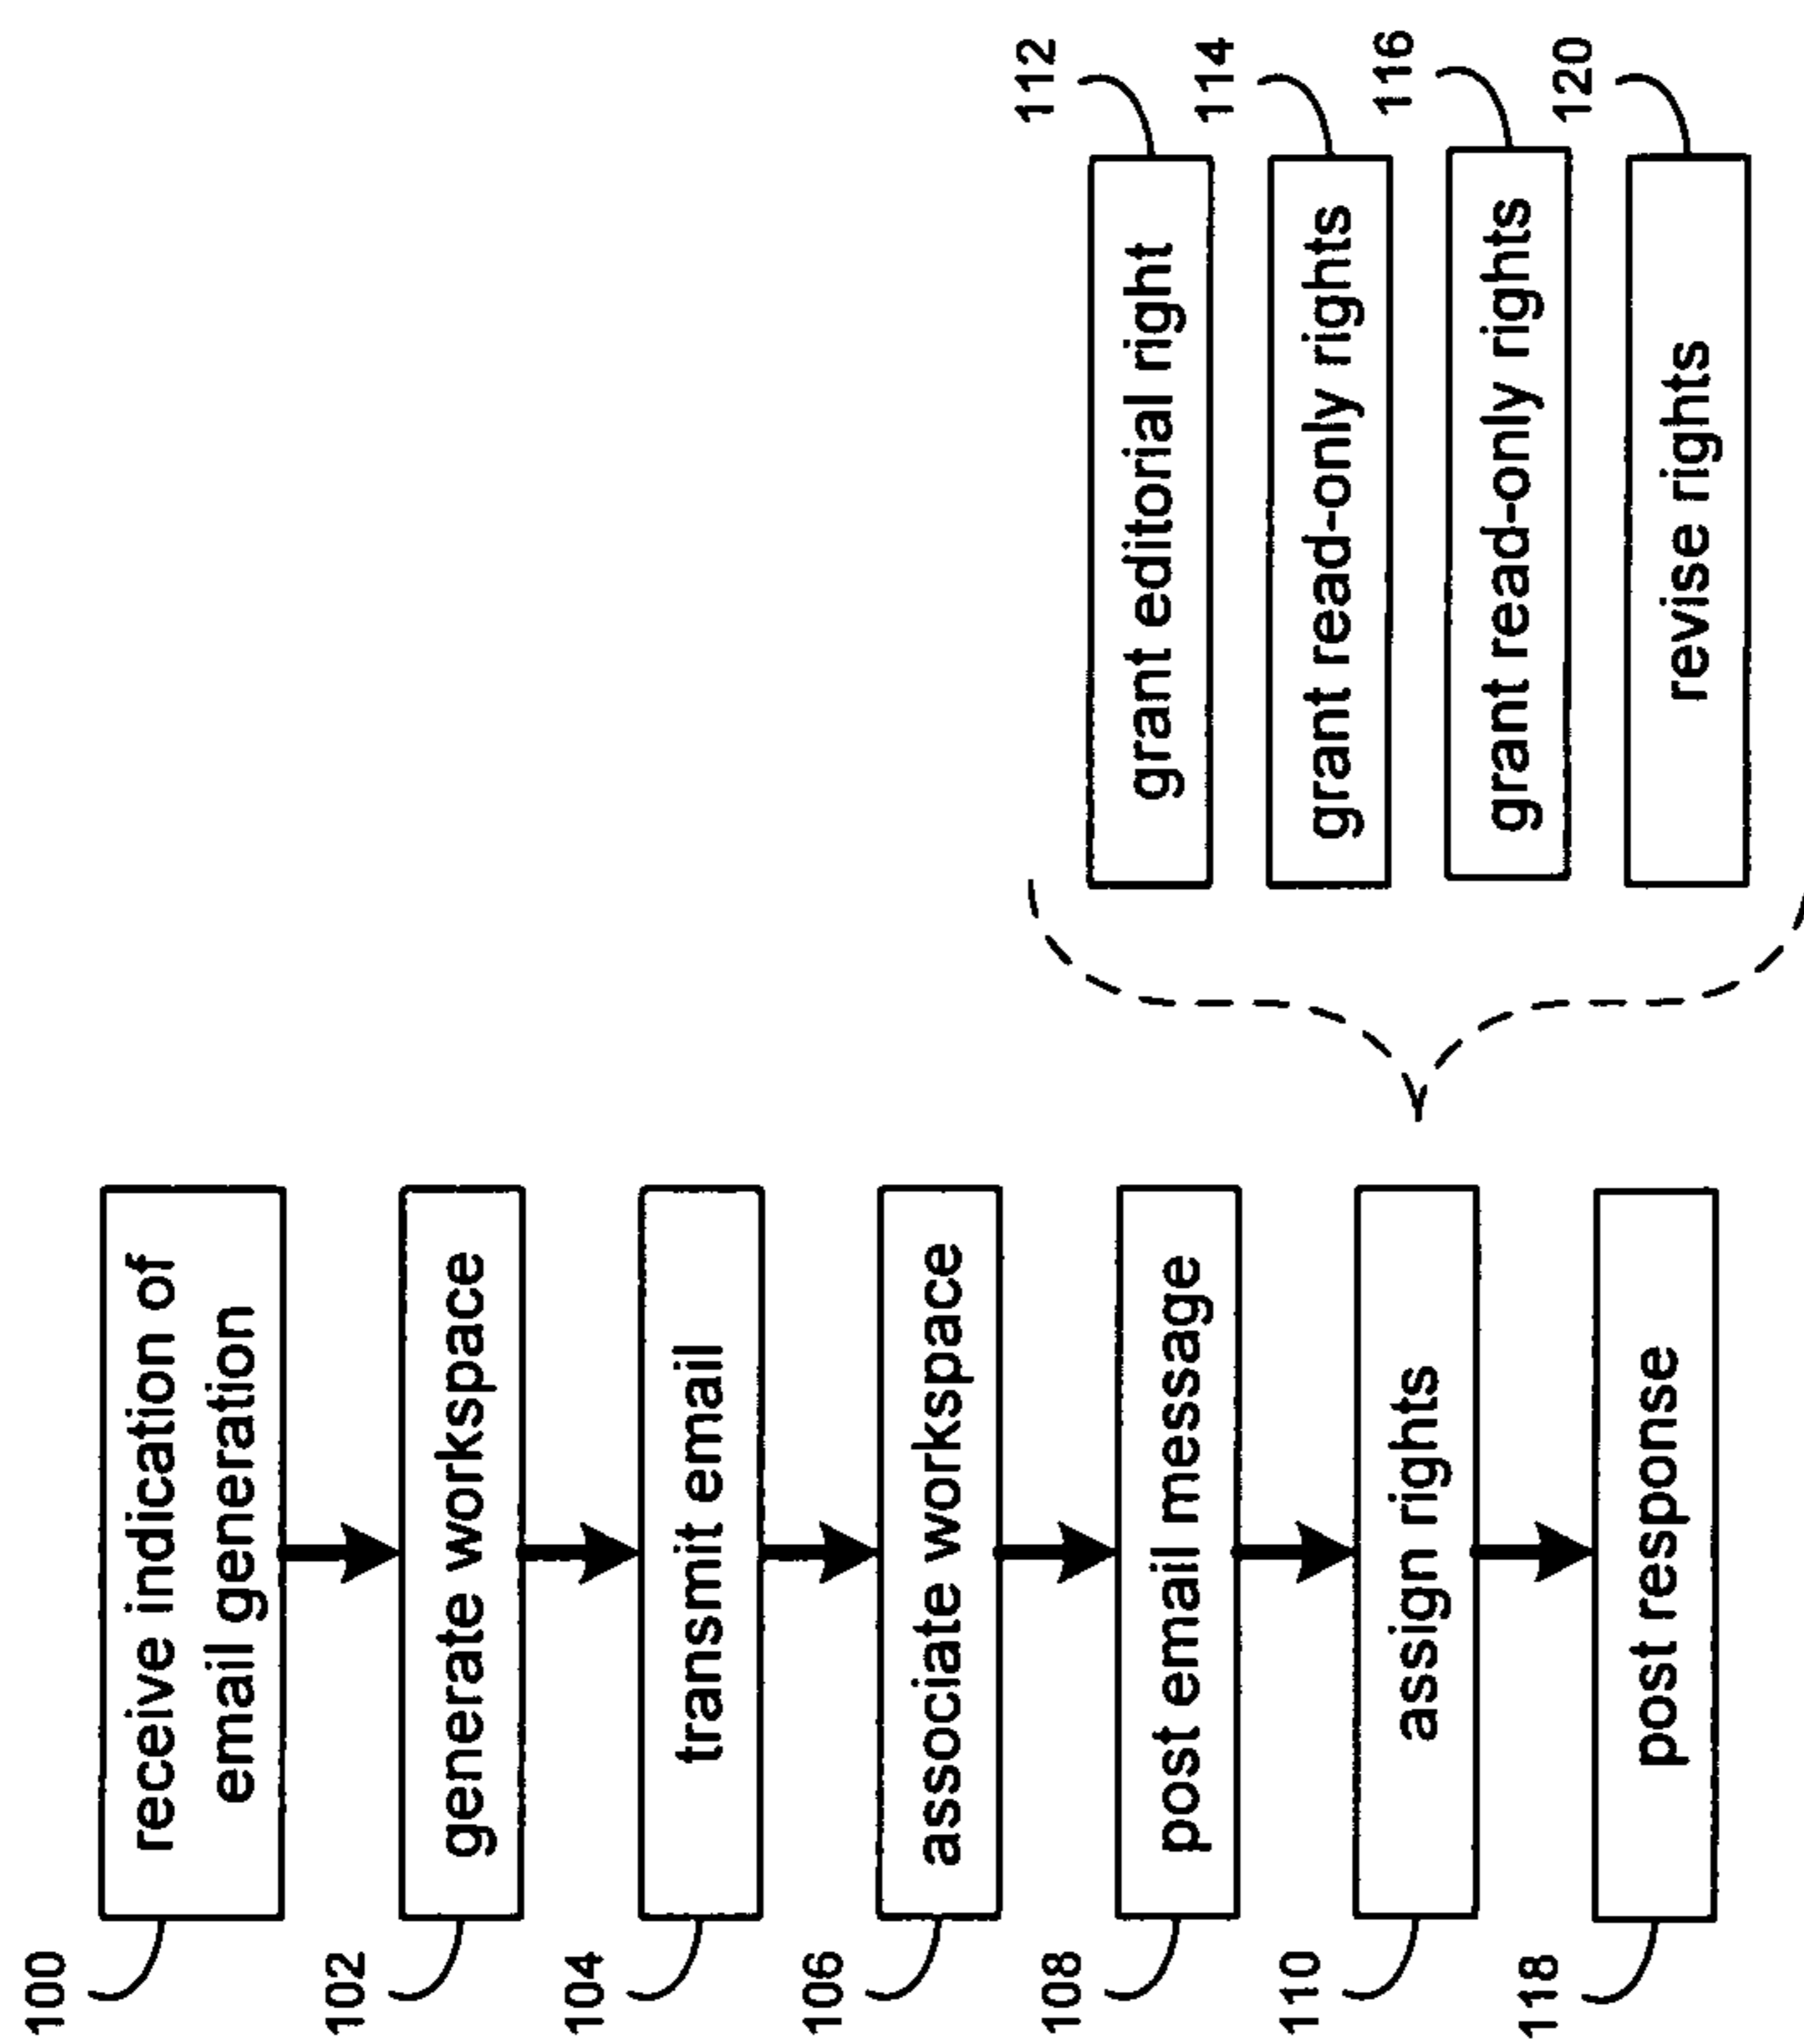 100
receive indication of
email generation
102
generate workspace
104
transmit email
106
associate workspace
108
post email message
110
assign rights
118
post response
grant editorial right
112
grant read-only rights
114
grant read-only rights
116
revise rights
120